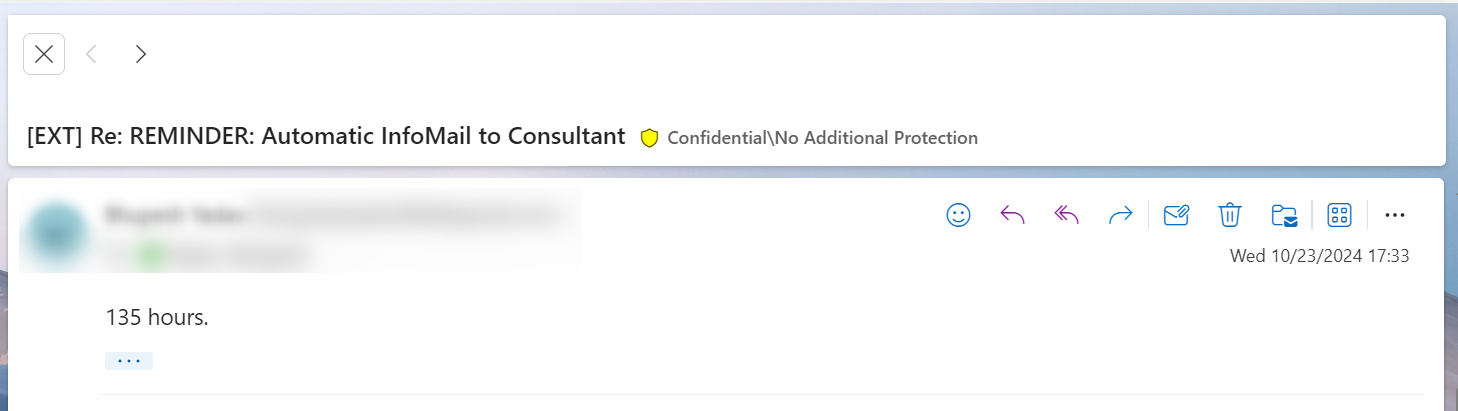 [EXT] Re: REMINDER: Automatic InfoMail to Consultant Confidential\No Additional Protection
Wed 10/23/2024 17:33
135 hours.